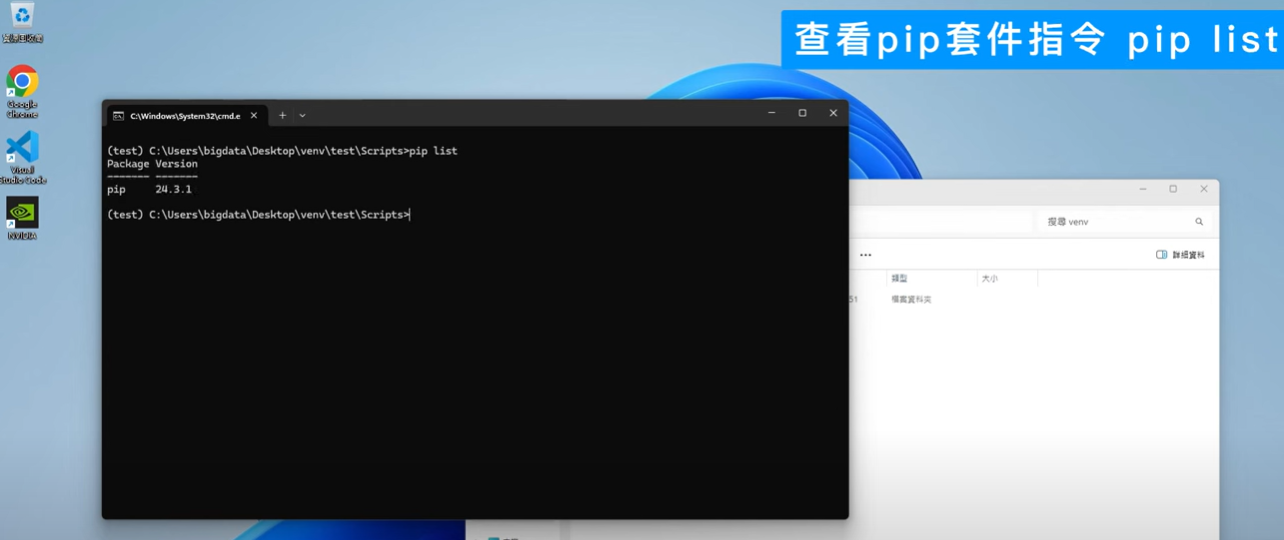 查看pip套件指令 pip list
資源回收筒
Google
Chrome
Visual
Studio Code
NVIDIA
C:\Windows\System32\cmd.e
(test) C:\Users\bigdata\Desktop\venv\test\Scripts>pip list
Package Version
------- -------
pip 24.3.1
(test) C:\Users\bigdata\Desktop\venv\test\Scripts>
搜尋 venv
詳細資料
類型 大小
51 檔案資料夾